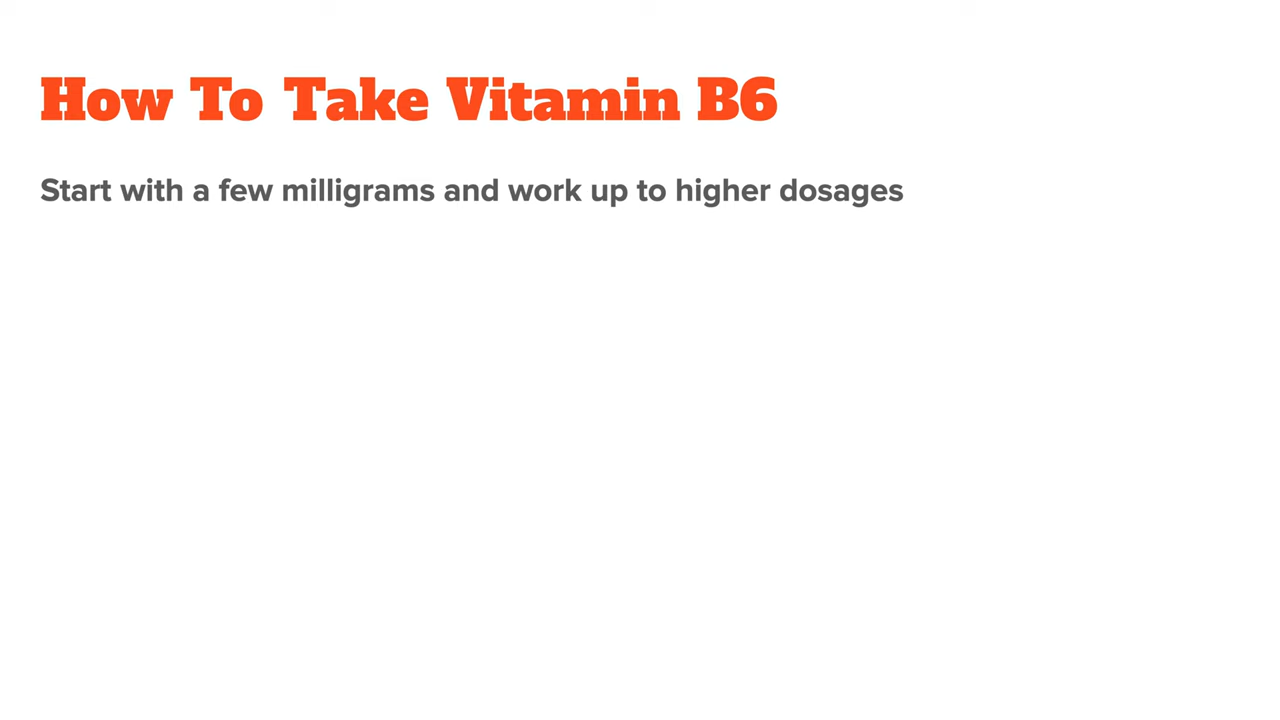 How To Take Vitamin B6
Start with a few milligrams and work up to higher dosages